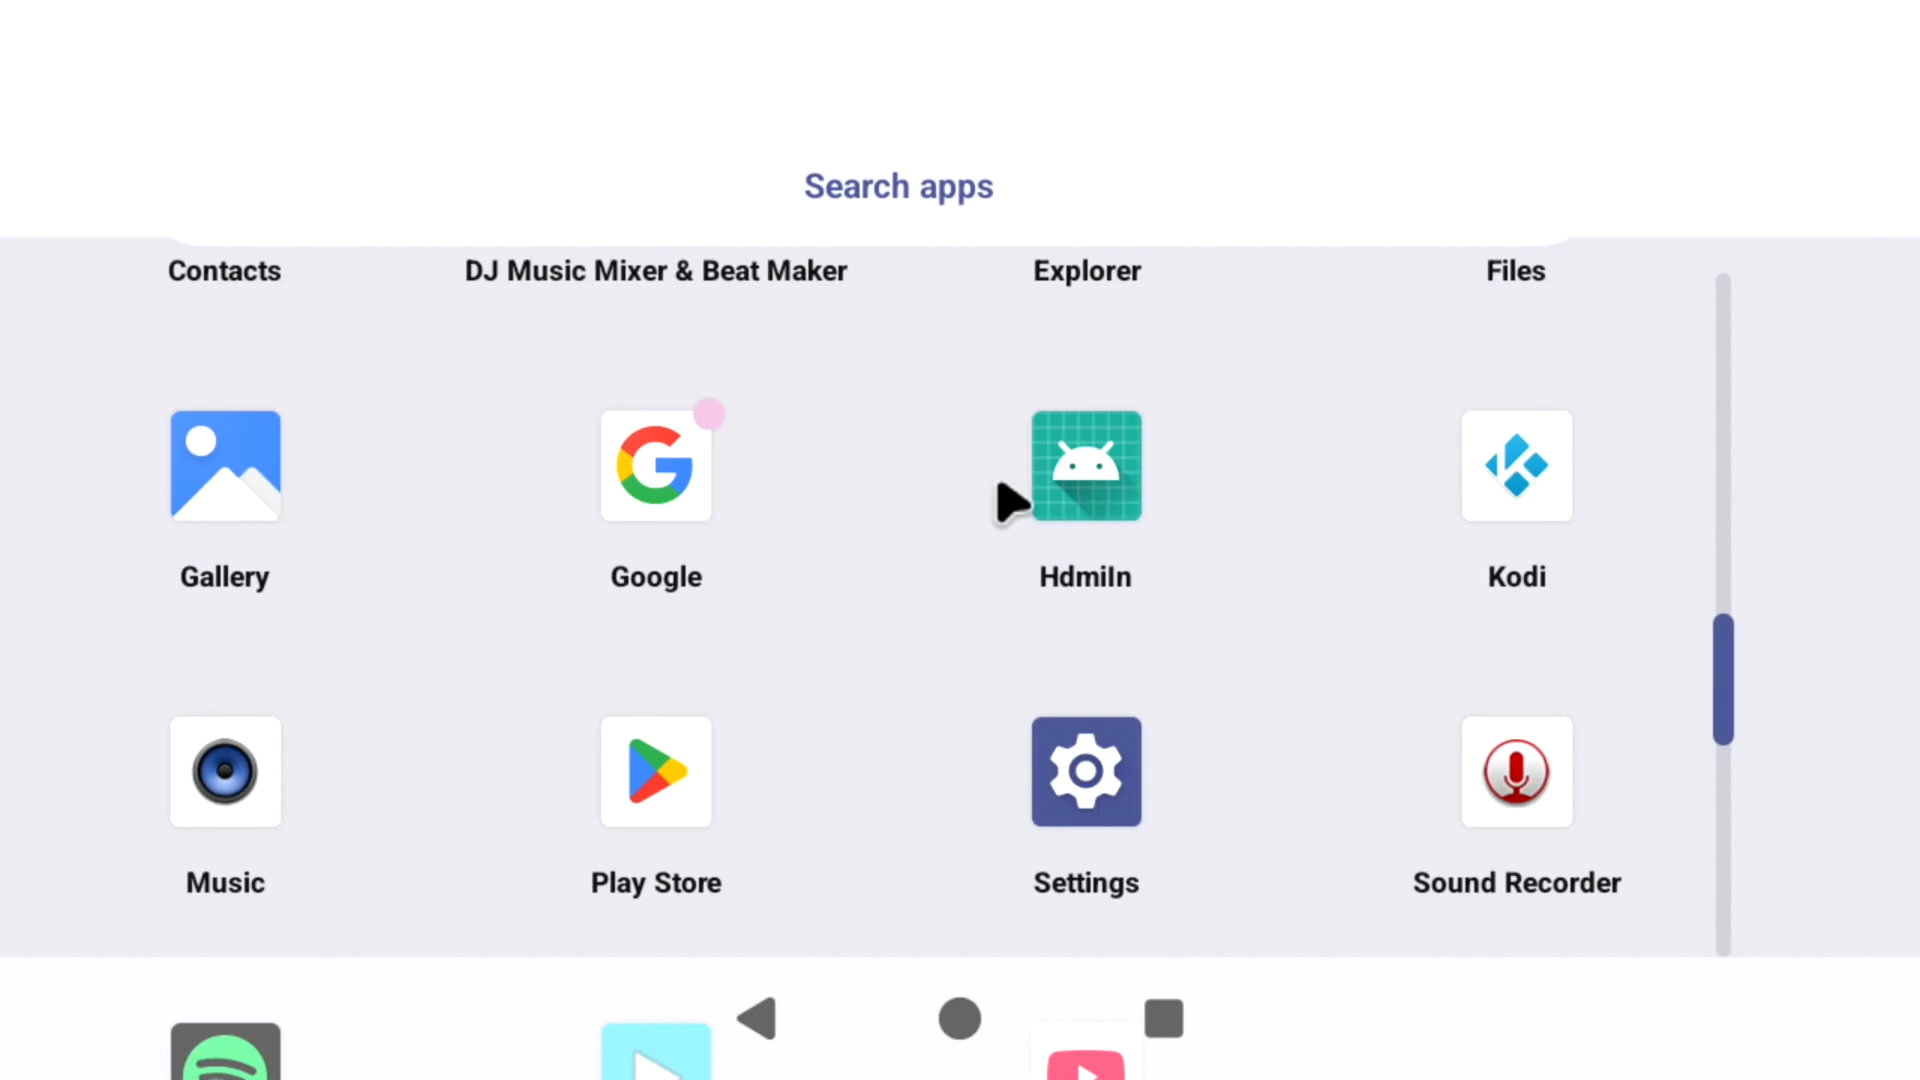 Search apps
Contacts
DJ Music Mixer & Beat Maker
Explorer
Files
Gallery
Google
HdmiIn
Kodi
Music
Play Store
Settings
Sound Recorder